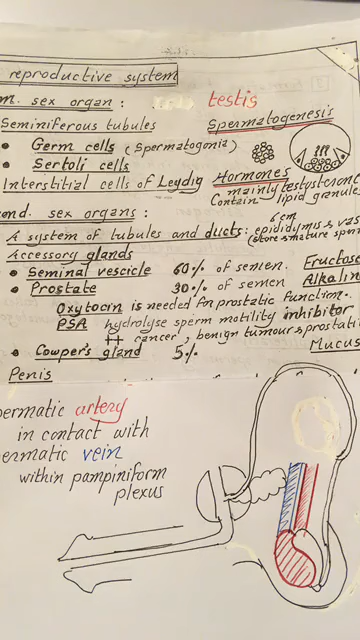 reproductive system
m. sex organ : testis
Seminiferous tubules Spermatogenesis
• Germ cells (Spermatogonia)
• Sertoli cells
Interstitial cells of Leydig Hormones
mainly testosterone
Contain lipid granules
ond. sex organs:
6 cm
A system of tubules and ducts: epididymis & vas
(store mature spm
Accessory glands
• Seminal vescicle 60% of semen. Fructose
• Prostate 30% of semen Alkalin
Oxytocin is needed for prostatic function.
PSA hydrolyse sperm motility inhibitor.
++ cancer, benign tumour & prostati
• Cowper's gland 5% Mucus
Penis
permatic artery
in contact with
ermatic vein
within pampiniform
plexus